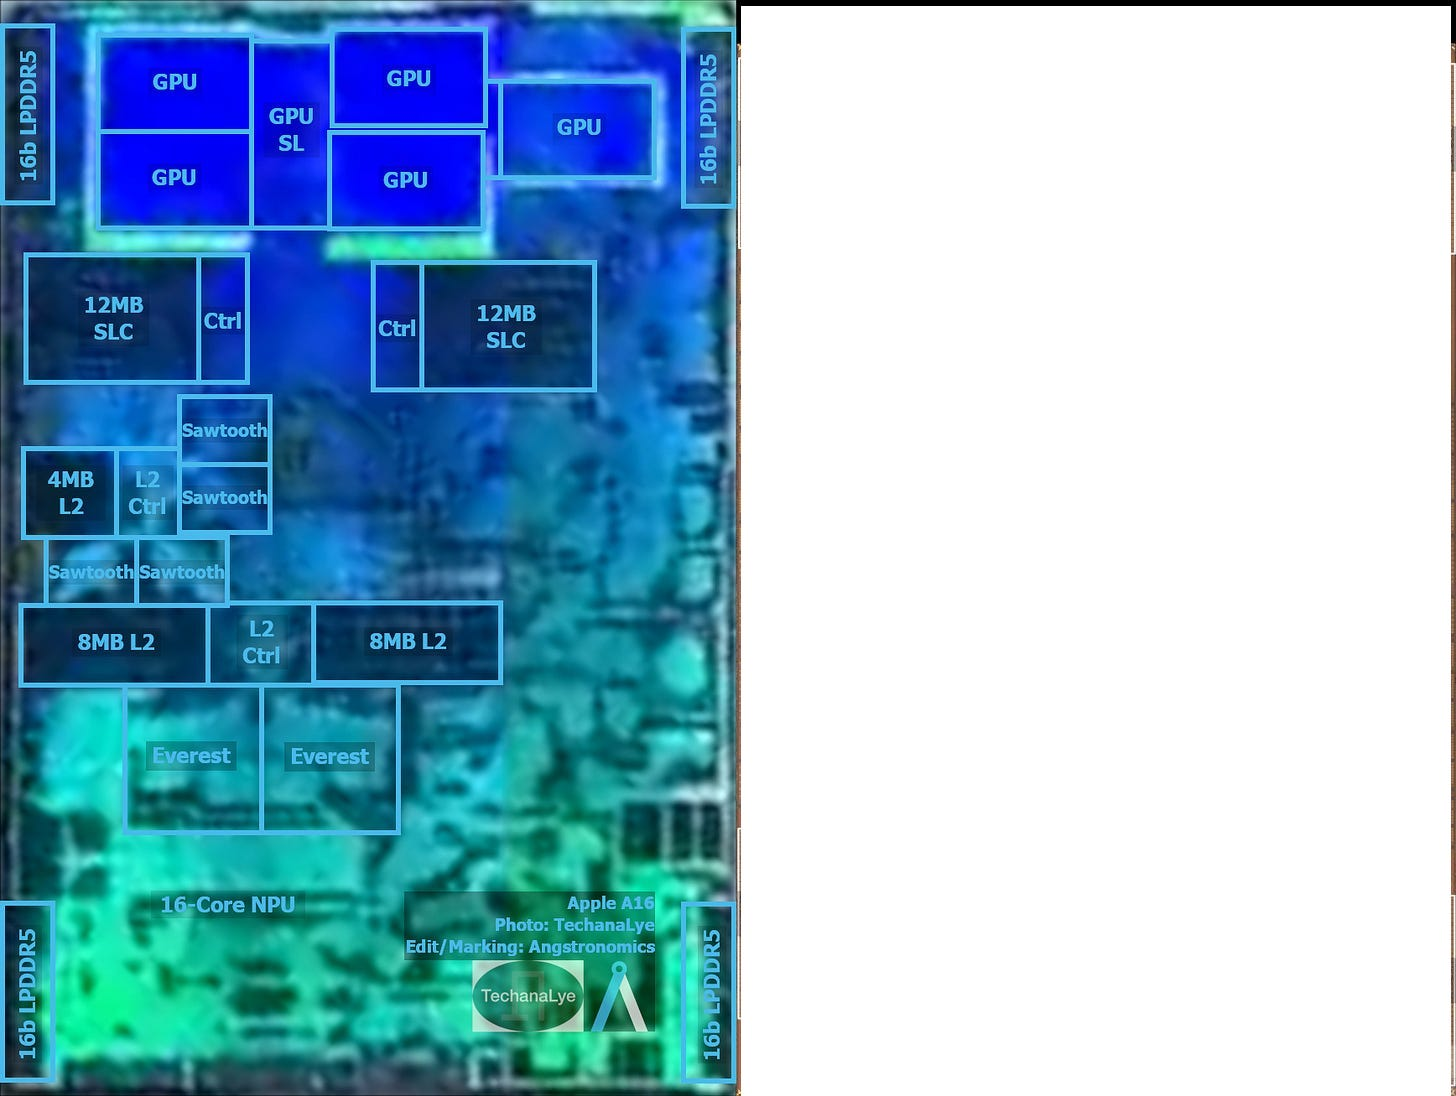 16b LPDDR5
GPU
GPU
SL
GPU
GPU
16b LPDDR5
GPU
GPU
12MB
SLC
Ctrl
Ctrl
12MB
SLC
Sawtooth
4MB
L2
L2
Ctrl
Sawtooth
Sawtooth
Sawtooth
8MB L2
L2
Ctrl
8MB L2
Everest
Everest
16-Core NPU
Apple A16
Photo: TechanaLye
Edit/Marking: Angstronomics
16b LPDDR5
TechanaLye
16b LPDDR5